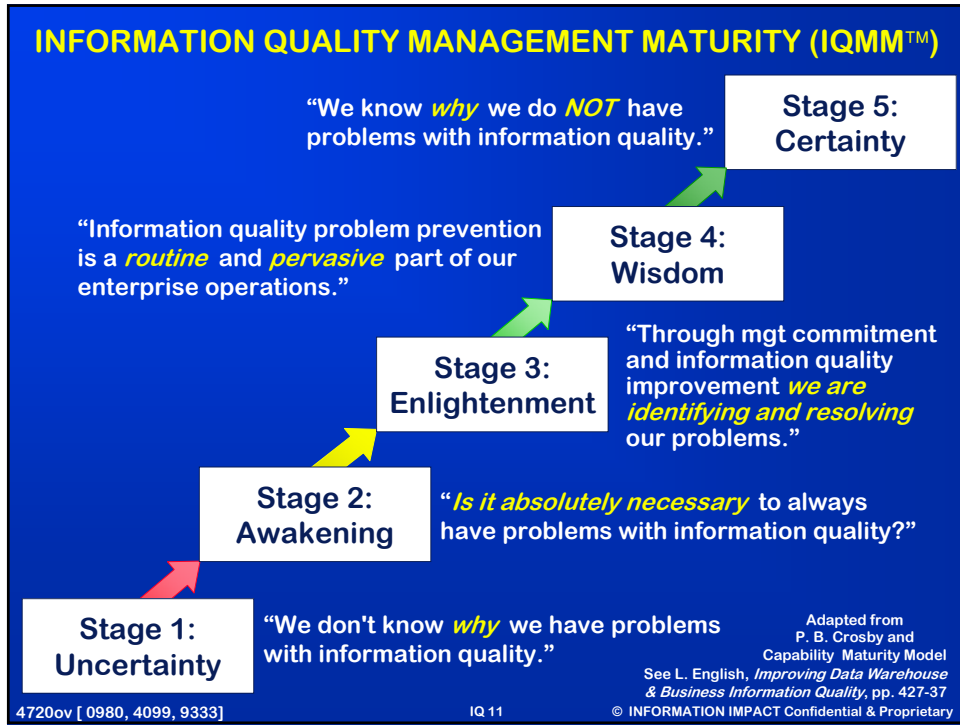 INFORMATION QUALITY MANAGEMENT MATURITY (IQMM™)
“We know why we do NOT have
problems with information quality.”
Stage 5:
Certainty
“Information quality problem prevention
is a routine and pervasive part of our
enterprise operations.”
Stage 4:
Wisdom
Stage 3:
Enlightenment
“Through mgt commitment
and information quality
improvement we are
identifying and resolving
our problems.”
Stage 2:
Awakening
“Is it absolutely necessary to always
have problems with information quality?”
Stage 1:
Uncertainty
“We don't know why we have problems
with information quality.”
Adapted from
P. B. Crosby and
Capability Maturity Model
See L. English, Improving Data Warehouse
& Business Information Quality, pp. 427-37
4720ov [ 0980, 4099, 9333]
IQ 11
© INFORMATION IMPACT Confidential & Proprietary